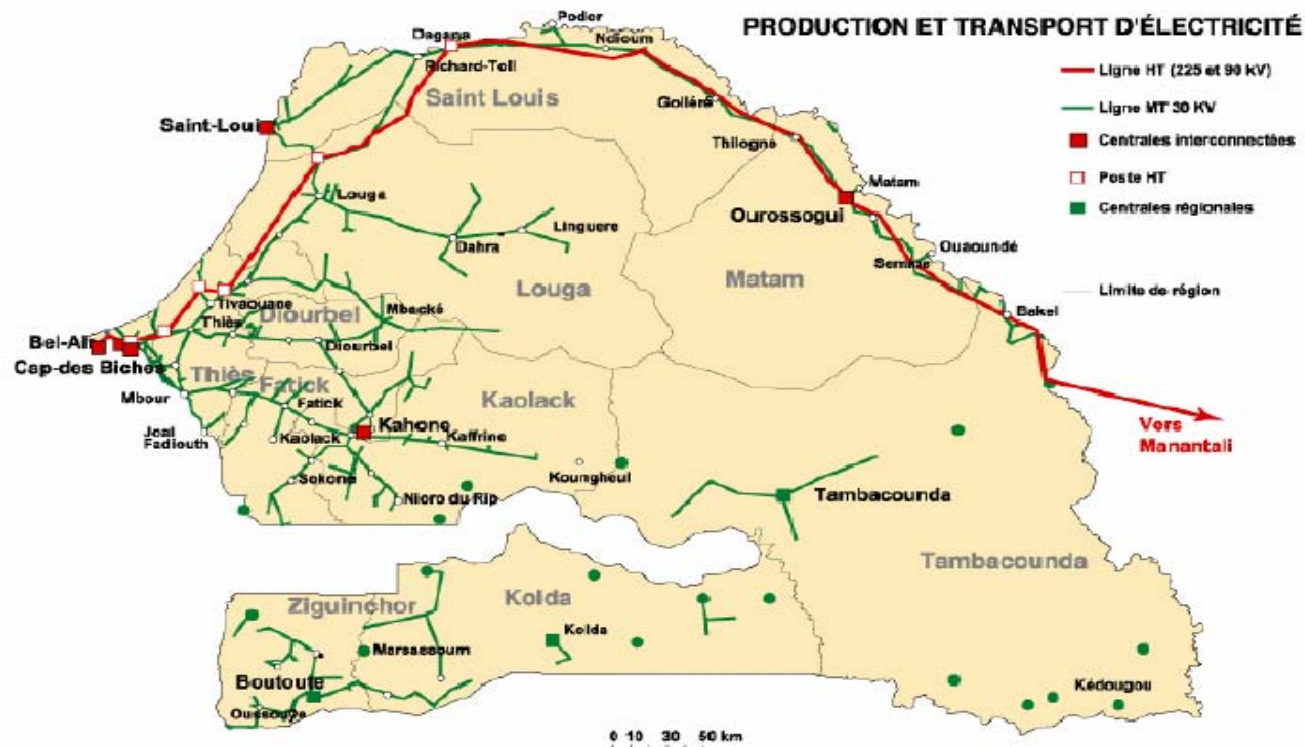 PRODUCTION ET TRANSPORT D'ÉLECTRICITÉ
Ligne HT (225 et 90 kV)
Ligne MT 30 KV
Centrales interconnectées
Poste HT
Centrales régionales
Limite de région
Podor
Dagana
Ndioum
Richard-Toll
Saint Louis
Golléré
Saint-Loui
Thilogne
Matam
Louga
Ourossogui
Linguere
Dahra
Ouaoundé
Semme
Matam
Louga
Tivaouane
Bakel
Diourbel
Mbacké
Thiès
Bel-Air
Diourbel
Cap-des Biches
Thiès
Fatick
Mbour
Kaolack
Fatick
Kahone
Vers
Manantali
Joal
Fadiouth
Kaolack
Kaffrine
Koungheul
Sokone
Nioro du Rip
Tambacounda
Tambacounda
Ziguinchor
Kolda
Kolda
Marsassoum
Boutoute
Kédougou
Oussouye
0 10 30 50 km